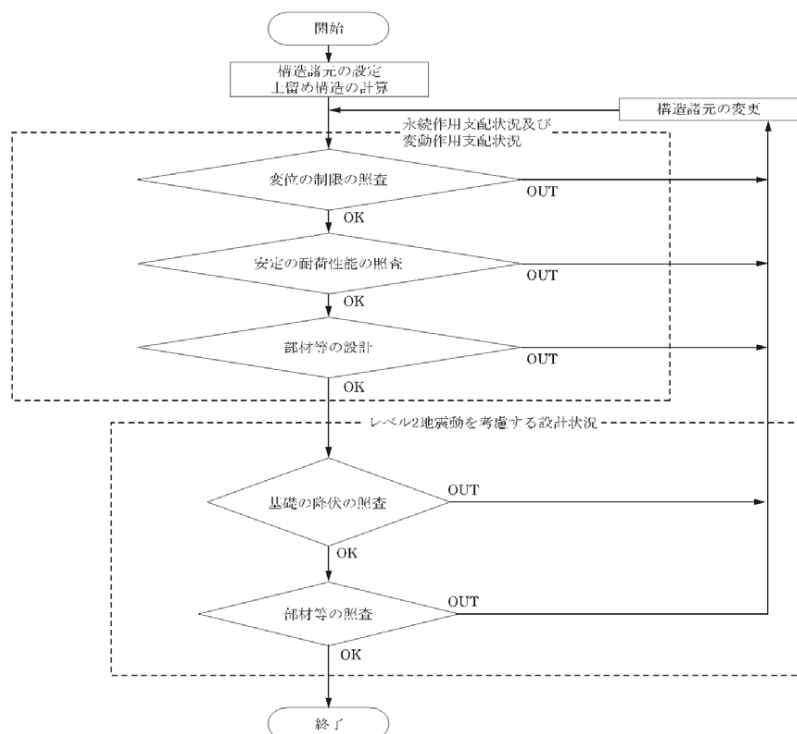 開始
構造諸元の設定
土留め構造の計算
構造諸元の変更
永続作用支配状況及び
変動作用支配状況
変位の制限の照査
OUT
OK
安定の耐荷性能の照査
OUT
OK
部材等の設計
OUT
OK
レベル2地震動を考慮する設計状況
基礎の降伏の照査
OUT
OK
部材等の照査
OUT
OK
終了